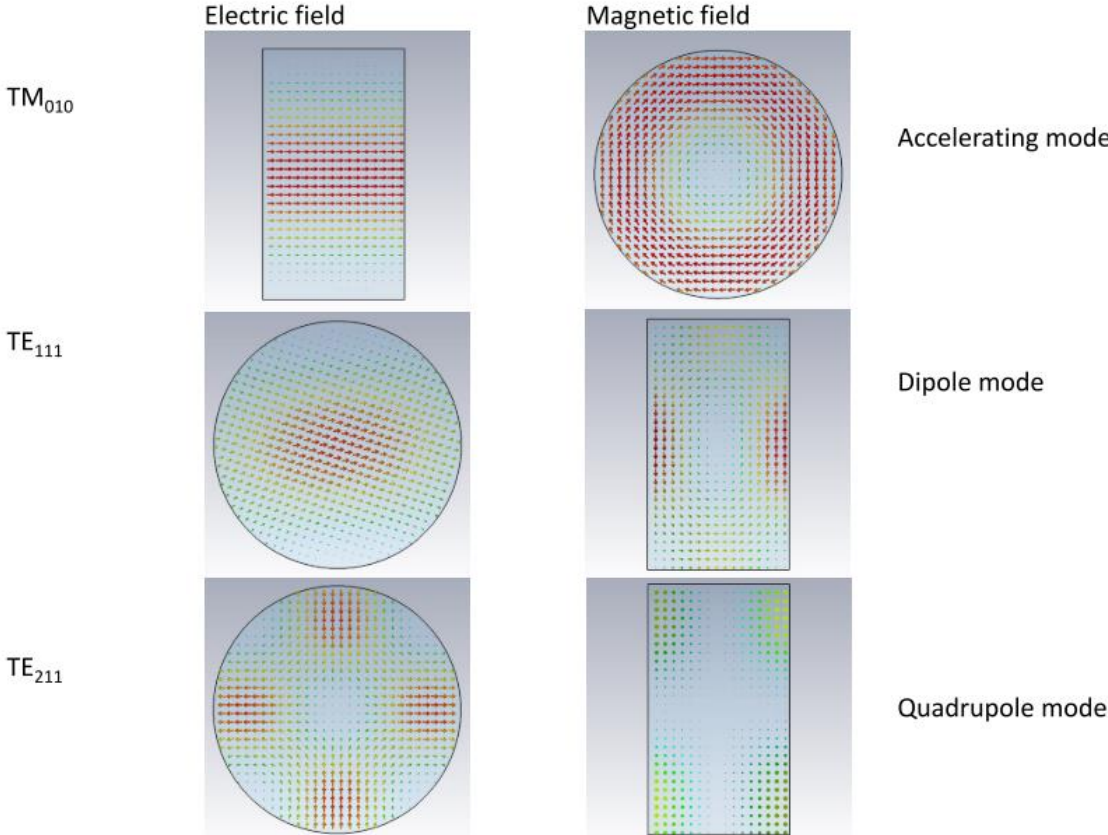 Electric field
Magnetic field
TM₀₁₀
Accelerating mode
TE₁₁₁
Dipole mode
TE₂₁₁
Quadrupole mode